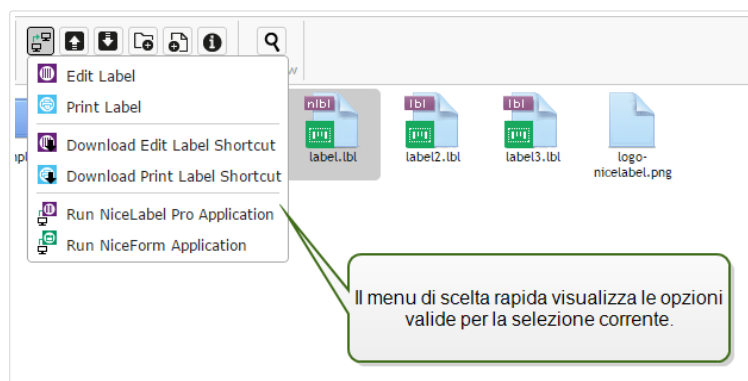 w
Edit Label
Print Label
Download Edit Label Shortcut
Download Print Label Shortcut
Run NiceLabel Pro Application
Run NiceForm Application
pl
nlbl
label.lbl
lbl
label2.lbl
lbl
label3.lbl
logo-
nicelabel.png
Il menu di scelta rapida visualizza le opzioni
valide per la selezione corrente.